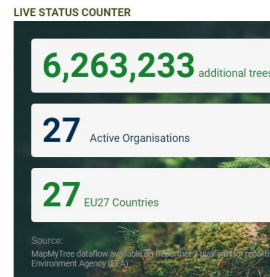 LIVE STATUS COUNTER
6,263,233 additional trees
27 Active Organisations
27 EU27 Countries
Source:
MapMyTree dataflow available on Reportnet 3 platform for reporting
Environment Agency (EEA)